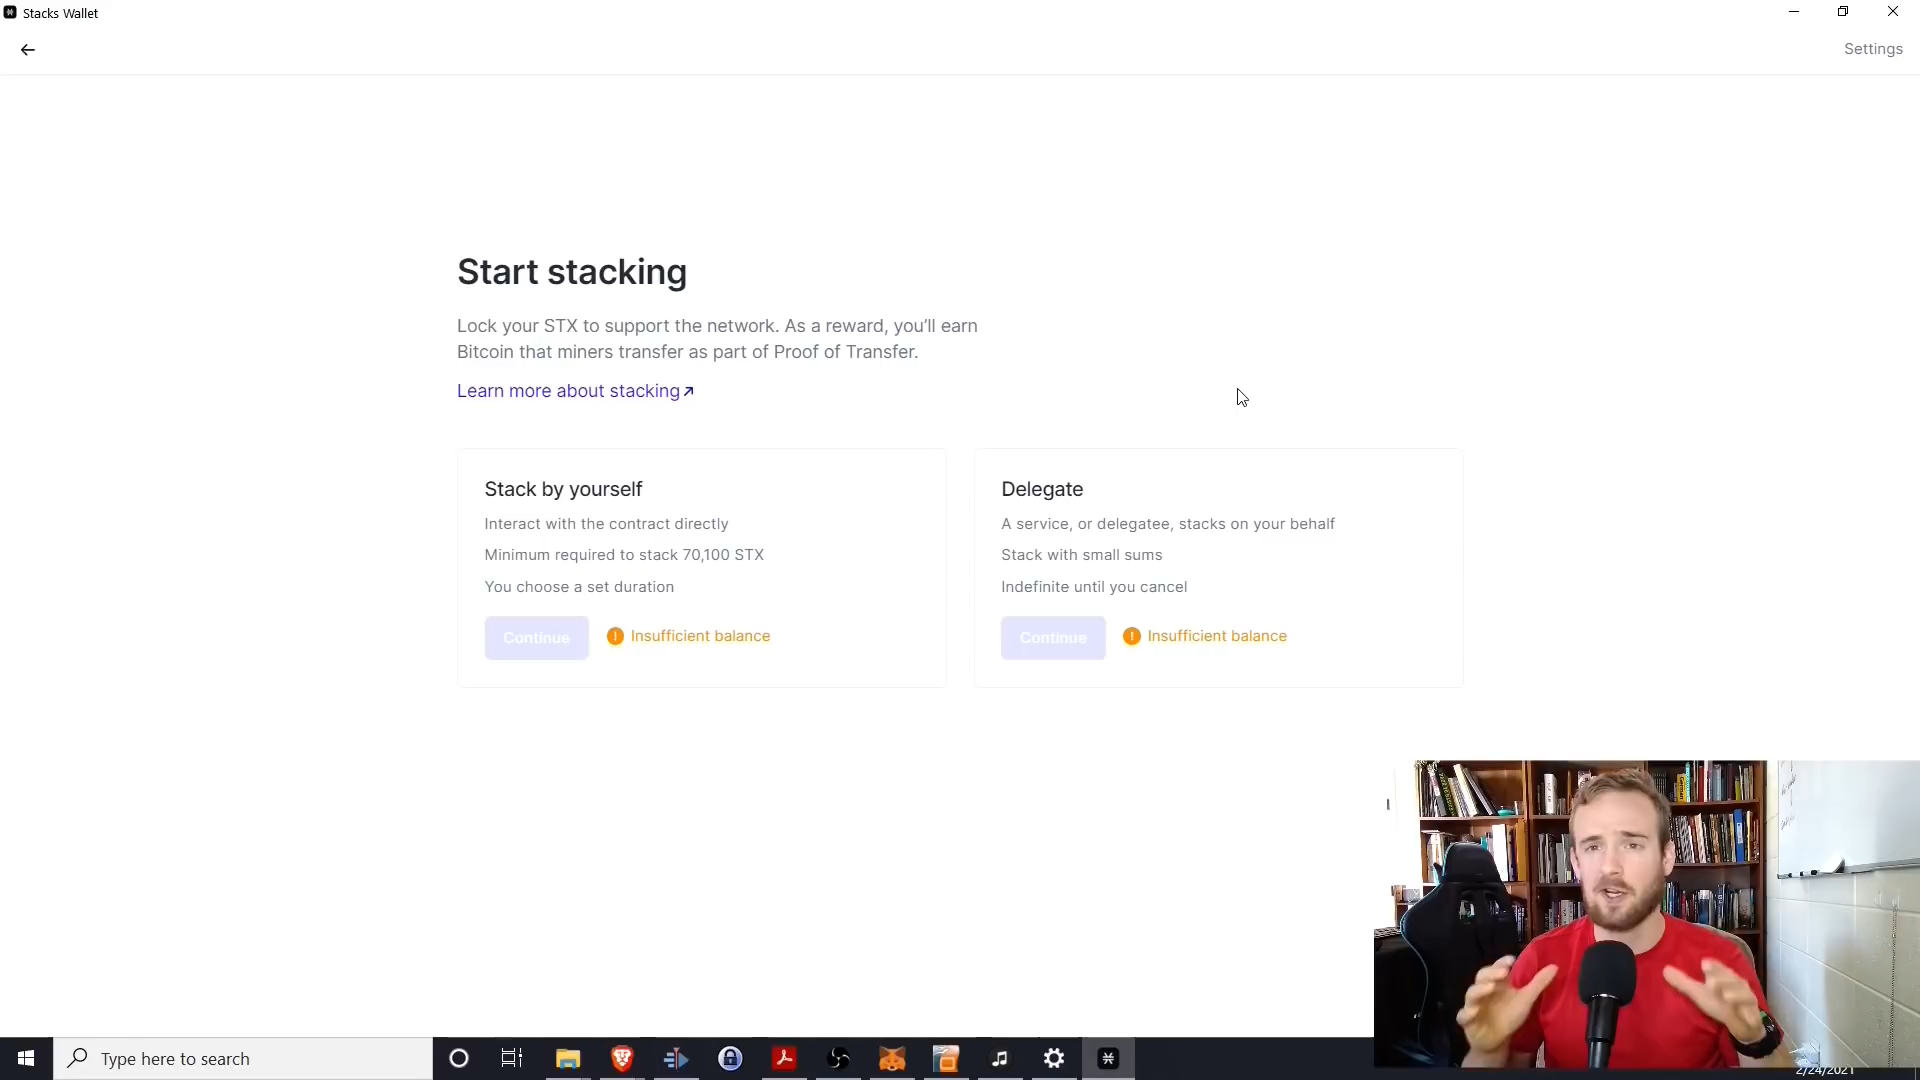 Stacks Wallet
Settings
Start stacking
Lock your STX to support the network. As a reward, you'll earn
Bitcoin that miners transfer as part of Proof of Transfer.
Learn more about stacking
Stack by yourself
Interact with the contract directly
Minimum required to stack 70,100 STX
You choose a set duration
Continue
Insufficient balance
Delegate
A service, or delegatee, stacks on your behalf
Stack with small sums
Indefinite until you cancel
Continue
Insufficient balance
Type here to search
2/24/2021